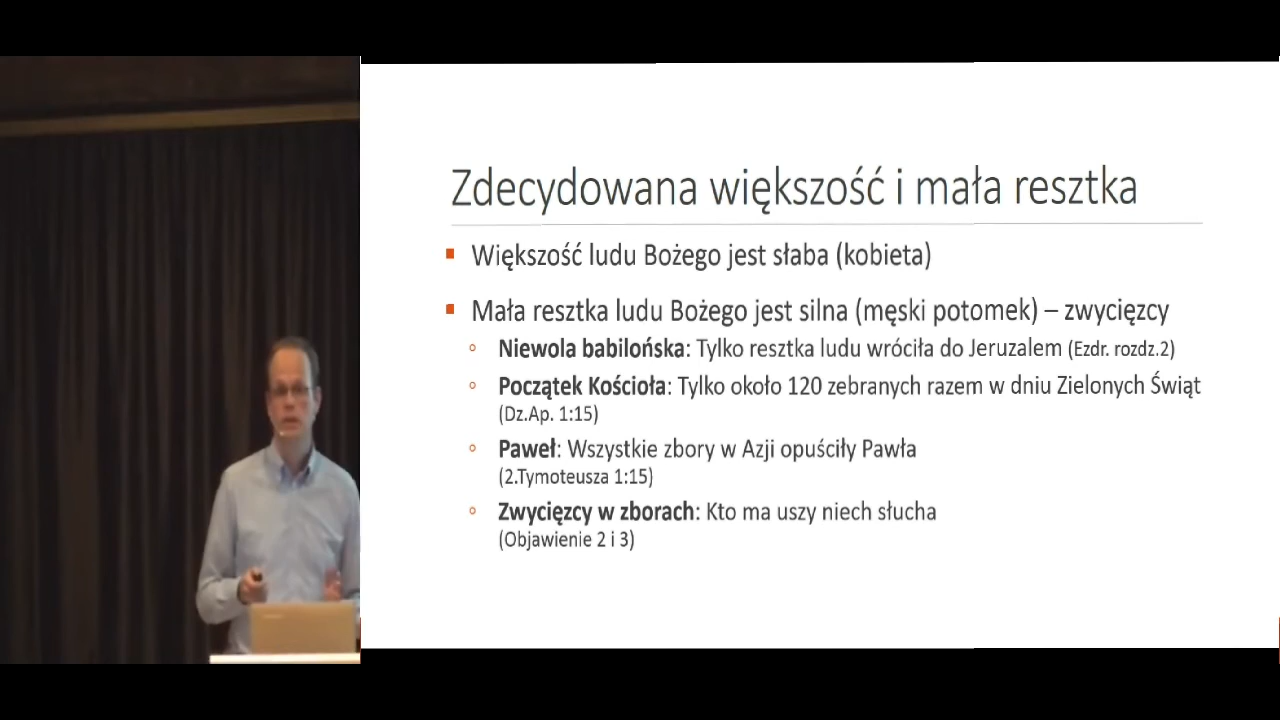 Zdecydowana większość i mała resztka
Większość ludu Bożego jest słaba (kobieta)
Mała resztka ludu Bożego jest silna (męski potomek) – zwycięzcy
Niewola babilońska: Tylko resztka ludu wróciła do Jeruzalem (Ezdr. rozdz.2)
Początek Kościoła: Tylko około 120 zebranych razem w dniu Zielonych Świąt
(Dz.Ap. 1:15)
Paweł: Wszystkie zbory w Azji opuściły Pawła
(2.Tymoteusza 1:15)
Zwycięzcy w zborach: Kto ma uszy niech słucha
(Objawienie 2 i 3)